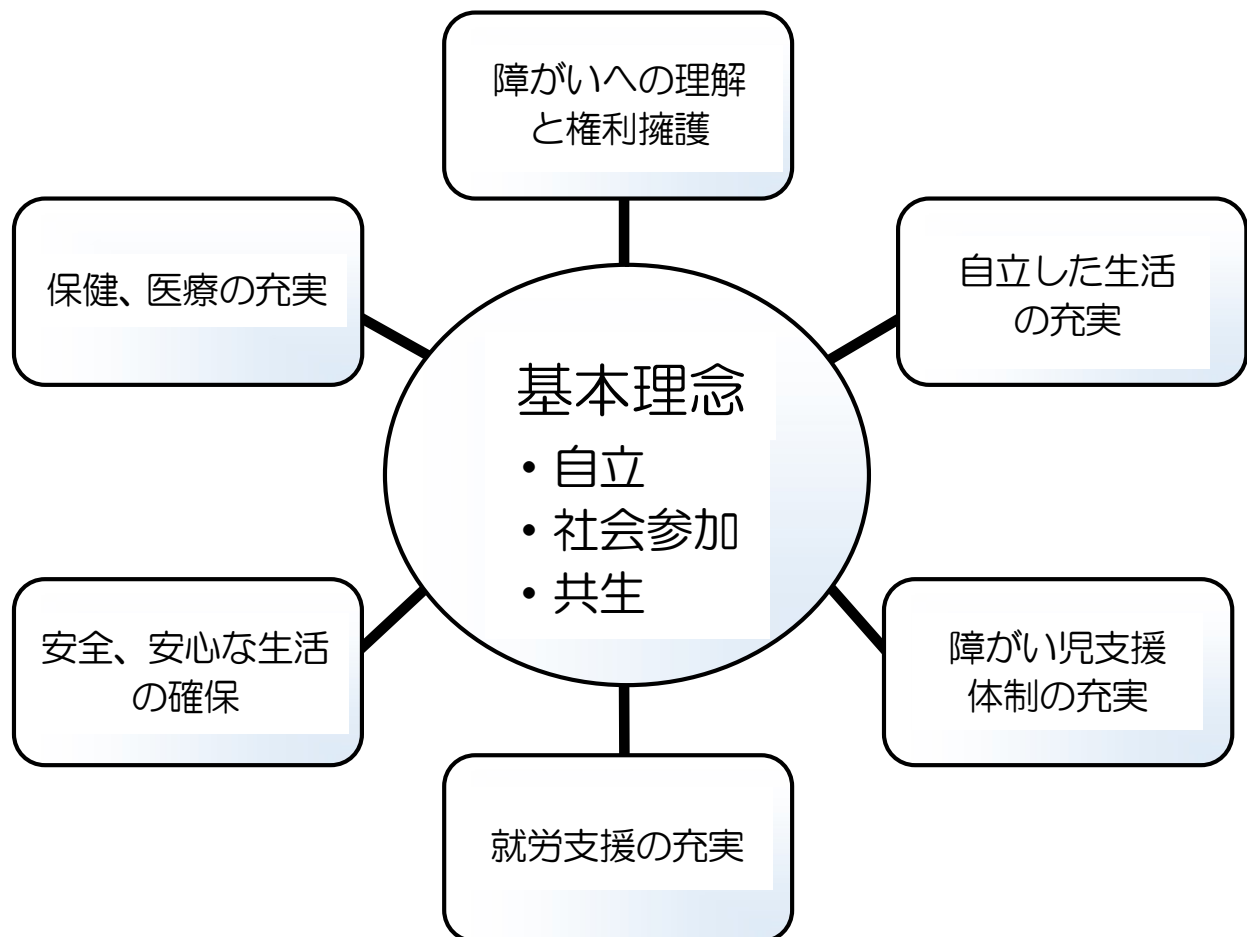 障がいへの理解
と権利擁護
保健、医療の充実
自立した生活
の充実
基本理念
・自立
・社会参加
・共生
安全、安心な生活
の確保
障がい児支援
体制の充実
就労支援の充実